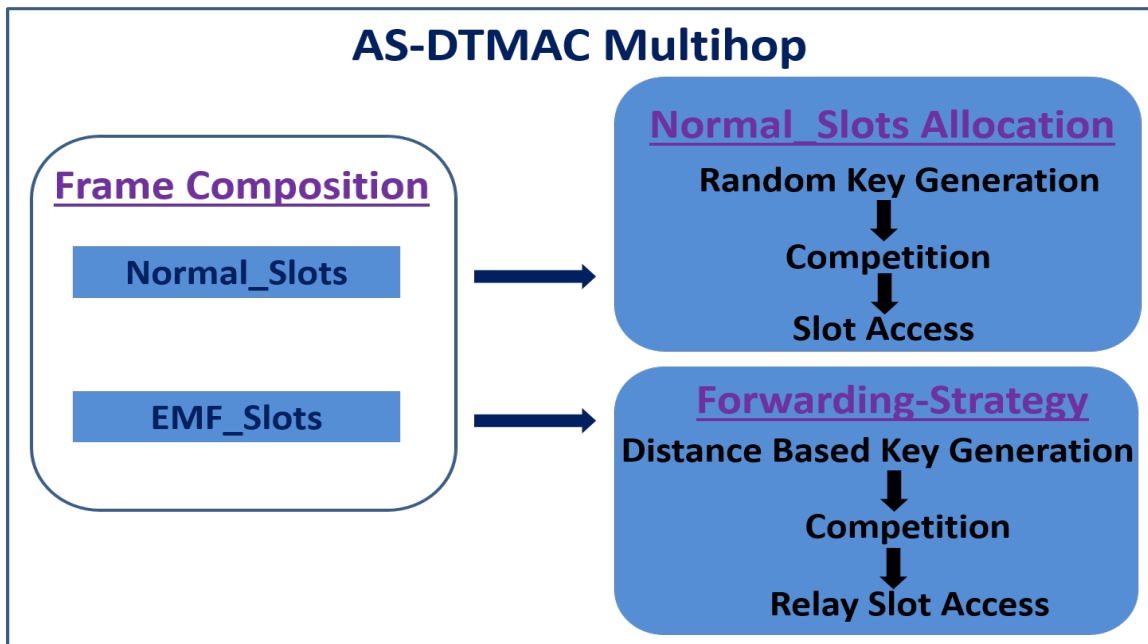 AS-DTMAC Multihop
Frame Composition
Normal_Slots
EMF_Slots
Normal_Slots Allocation
Random Key Generation
Competition
Slot Access
Forwarding-Strategy
Distance Based Key Generation
Competition
Relay Slot Access